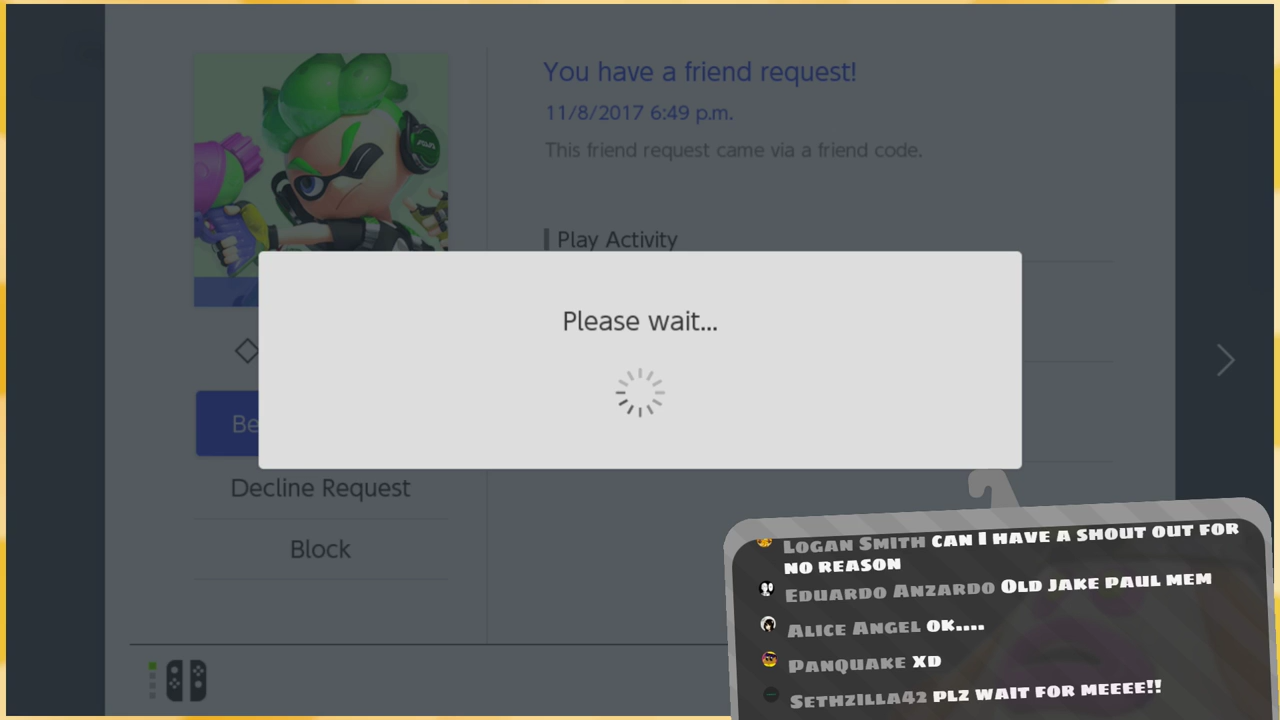 You have a friend request!
11/8/2017 6:49 p.m.
This friend request came via a friend code.
Play Activity
Please wait...
Be
Decline Request
Block
LOGAN SMITH CAN I HAVE A SHOUT OUT FOR
NO REASON
EDUARDO ANZARDO OLD JAKE PAUL MEM
ALICE ANGEL OK....
PANQUAKE XD
SETHZILLA42 PLZ WAIT FOR MEEEE!!